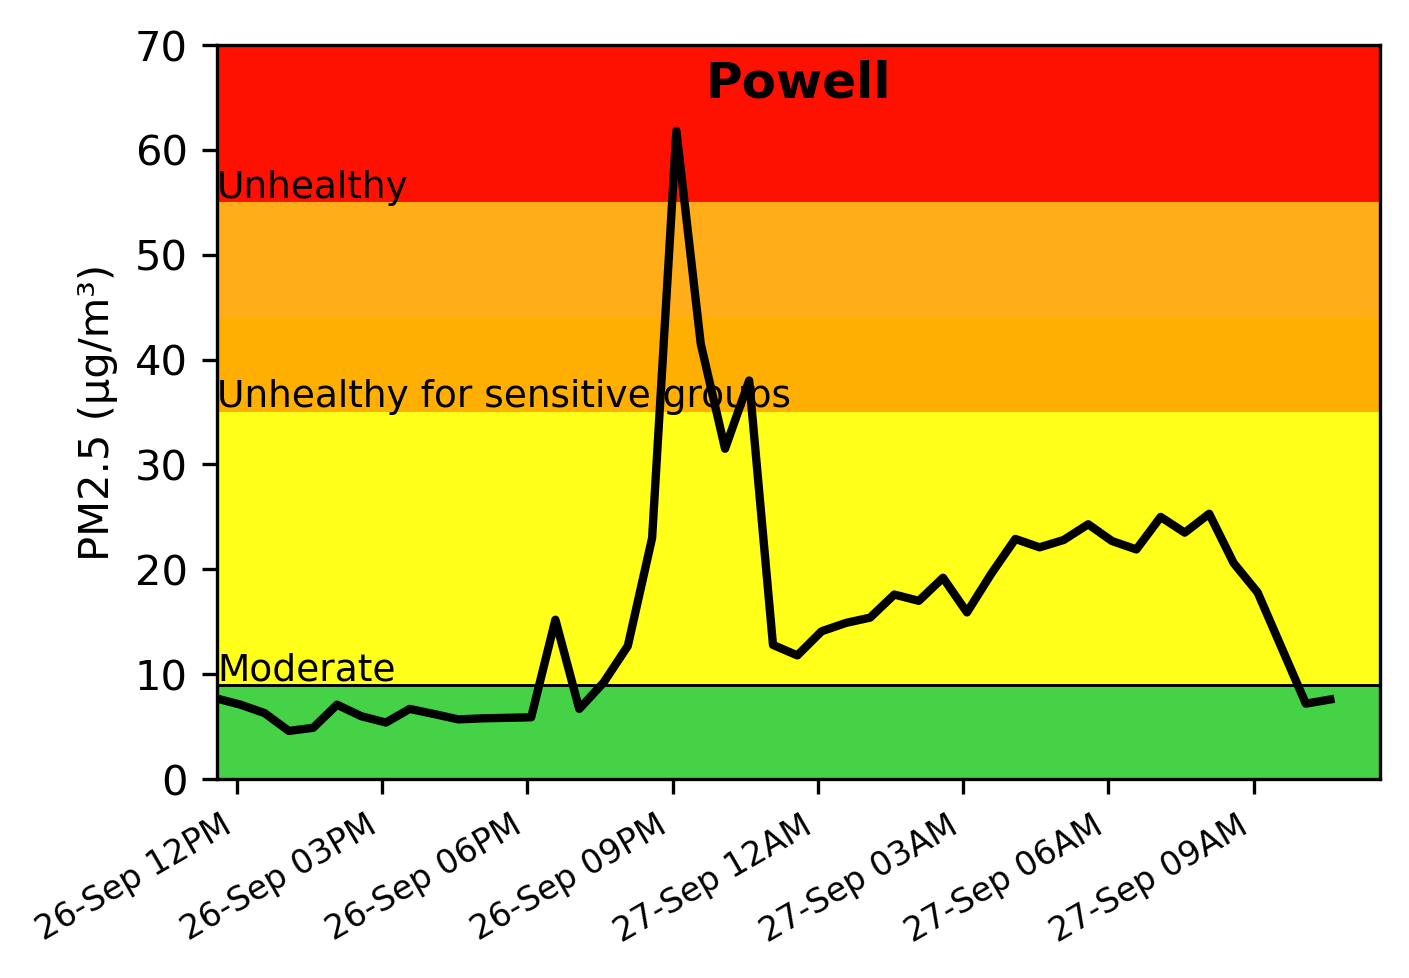 Powell
70
60
50
40
30
20
10
0
PM2.5 (µg/m³)
Unhealthy
Unhealthy for sensitive groups
Moderate
26-Sep 12PM
26-Sep 03PM
26-Sep 06PM
26-Sep 09PM
27-Sep 12AM
27-Sep 03AM
27-Sep 06AM
27-Sep 09AM